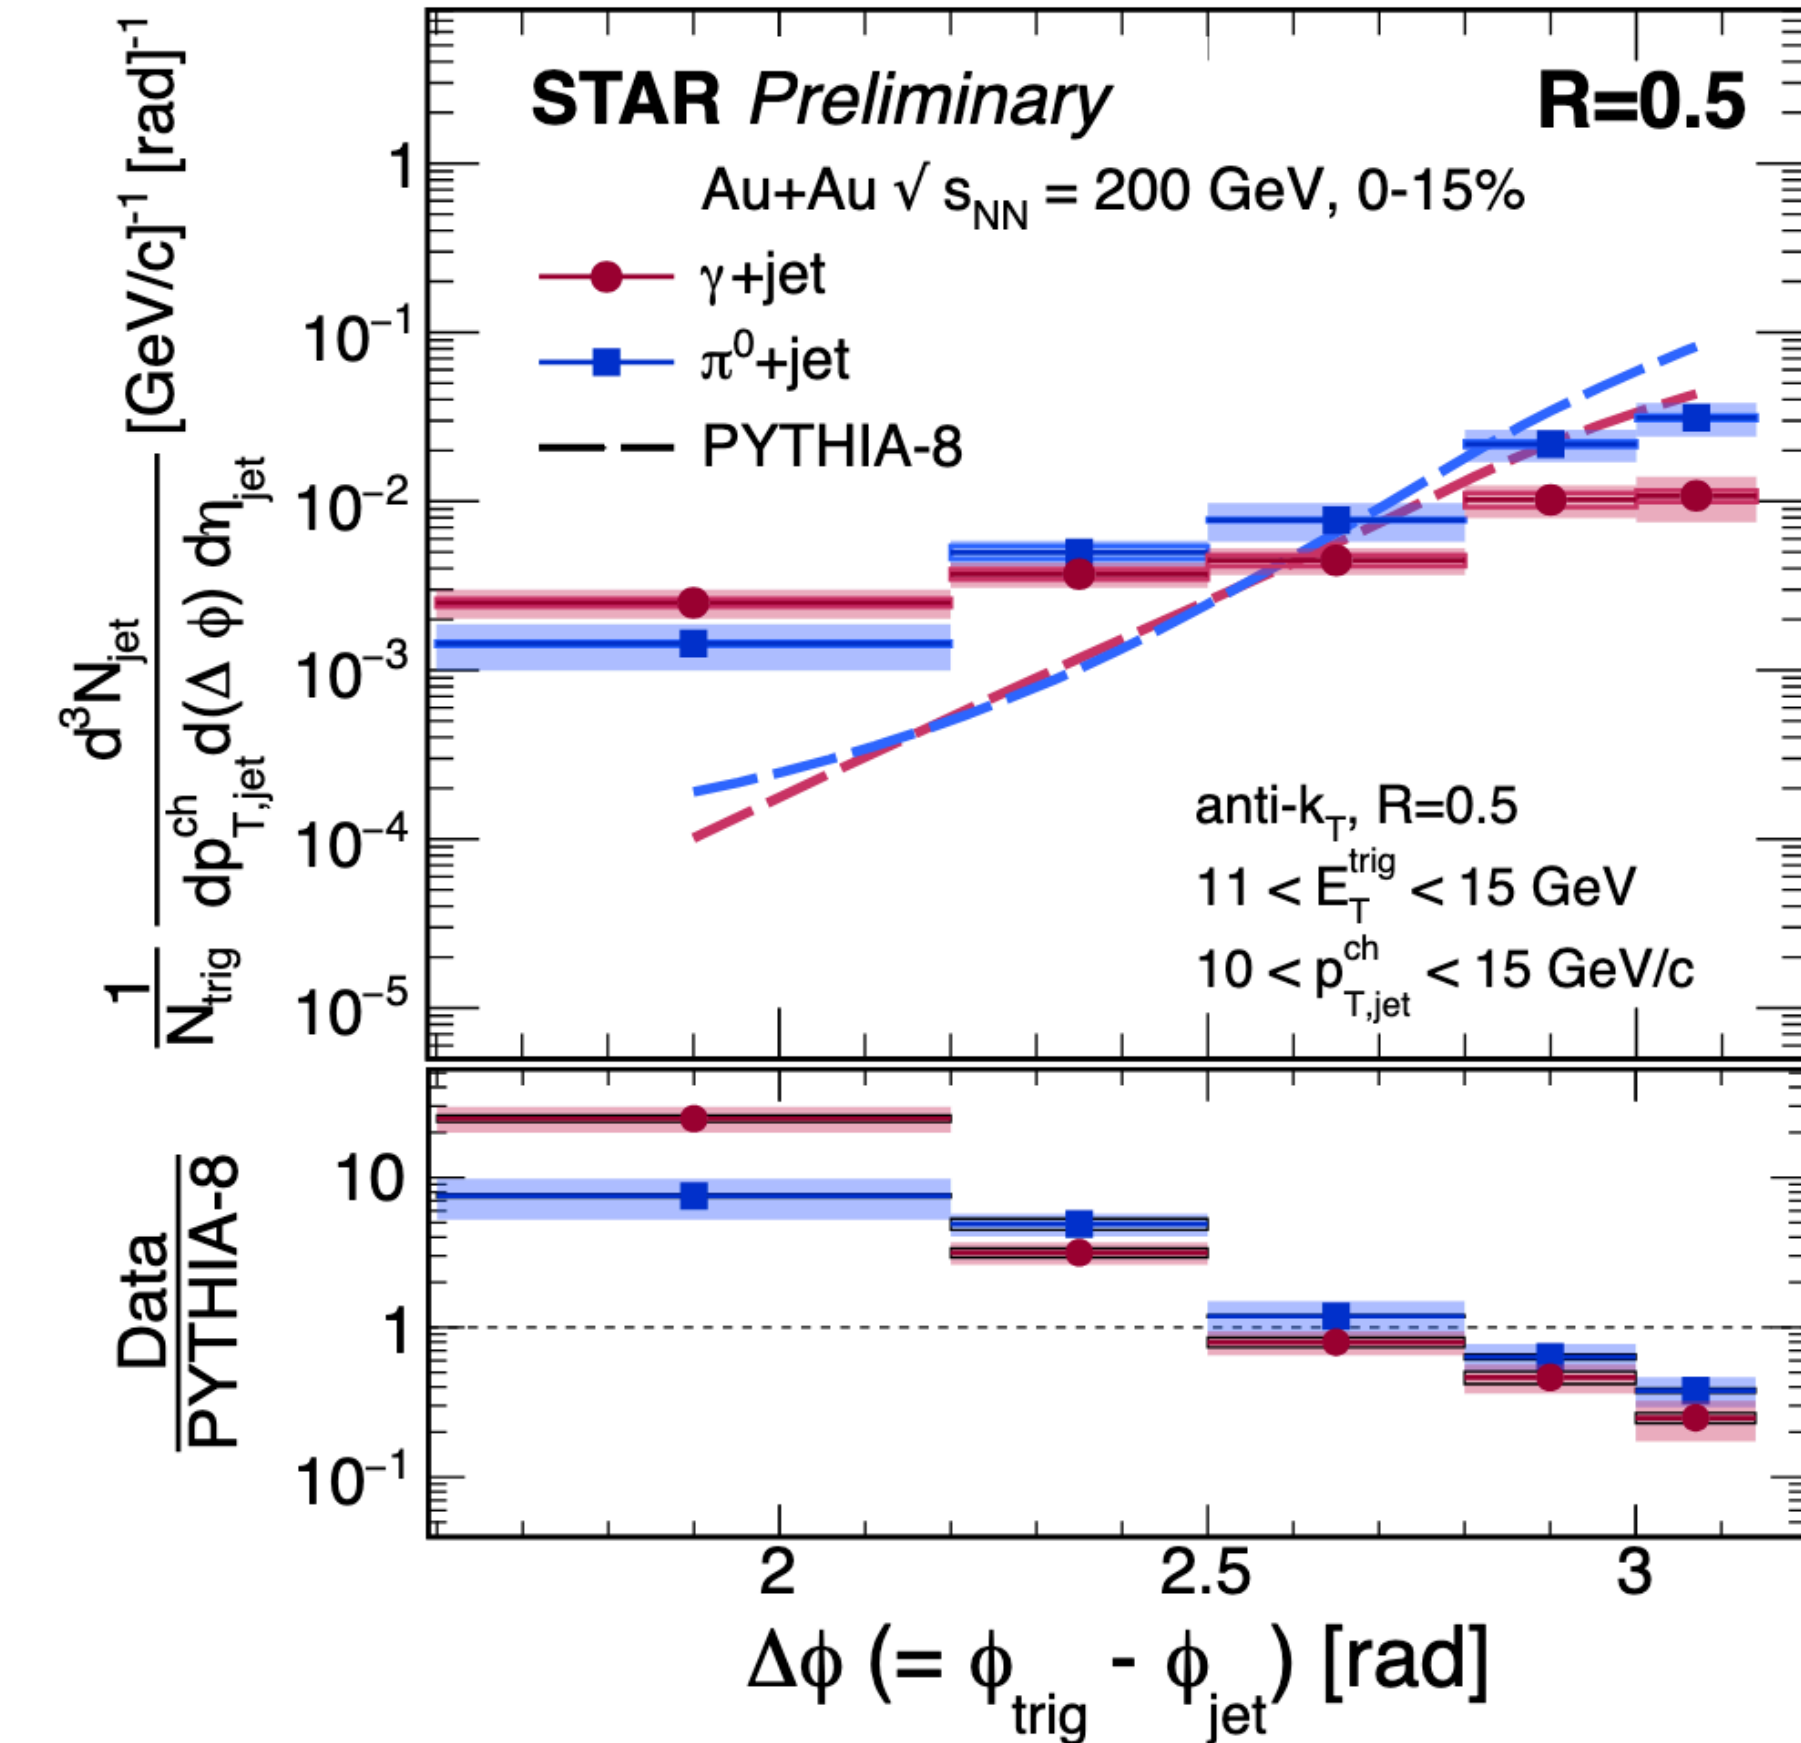 STAR Preliminary R=0.5
Au+Au √ sNN = 200 GeV, 0-15%
γ+jet
π⁰+jet
PYTHIA-8
anti-kT, R=0.5
11 < E_T^trig < 15 GeV
10 < p_T,jet^ch < 15 GeV/c
1
10⁻¹
10⁻²
10⁻³
10⁻⁴
10⁻⁵
1/N_trig d³N_jet/dp_T,jet^ch d(Δ φ) dη_jet [GeV/c]⁻¹ [rad]⁻¹
10
1
10⁻¹
Data
PYTHIA-8
2 2.5 3
Δφ (= φ_trig - φ_jet) [rad]